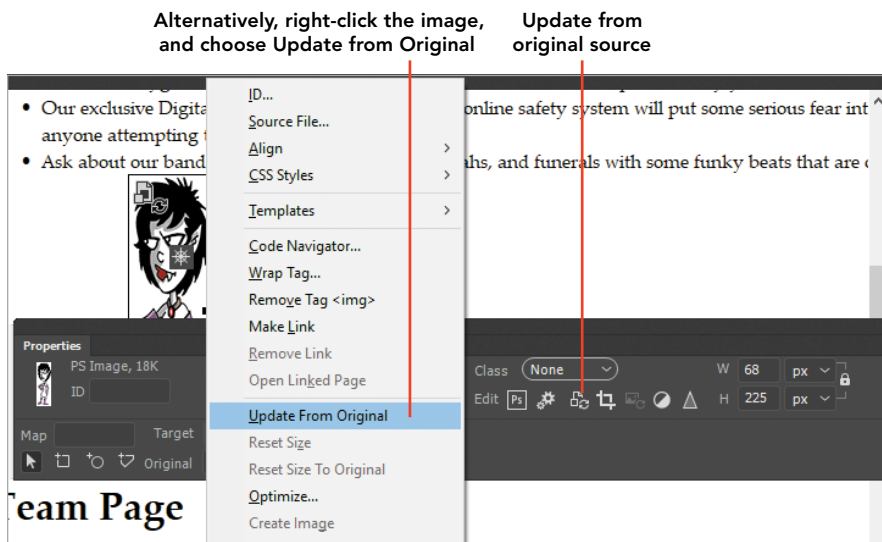 Alternatively, right-click the image,
and choose Update from Original
Update from
original source
• Our exclusive Digita
online safety system will put some serious fear int
anyone attempting t
• Ask about our band
ahs, and funerals with some funky beats that are
ID...
Source File...
Align
CSS Styles
Templates
Code Navigator...
Wrap Tag...
Remove Tag <img>
Make Link
Remove Link
Open Linked Page
Update From Original
Reset Size
Reset Size To Original
Optimize...
Create Image
Properties
PS Image, 18K
ID
Map
Target
Original
Class None
W 68 px
Edit Ps
H 225 px
Team Page